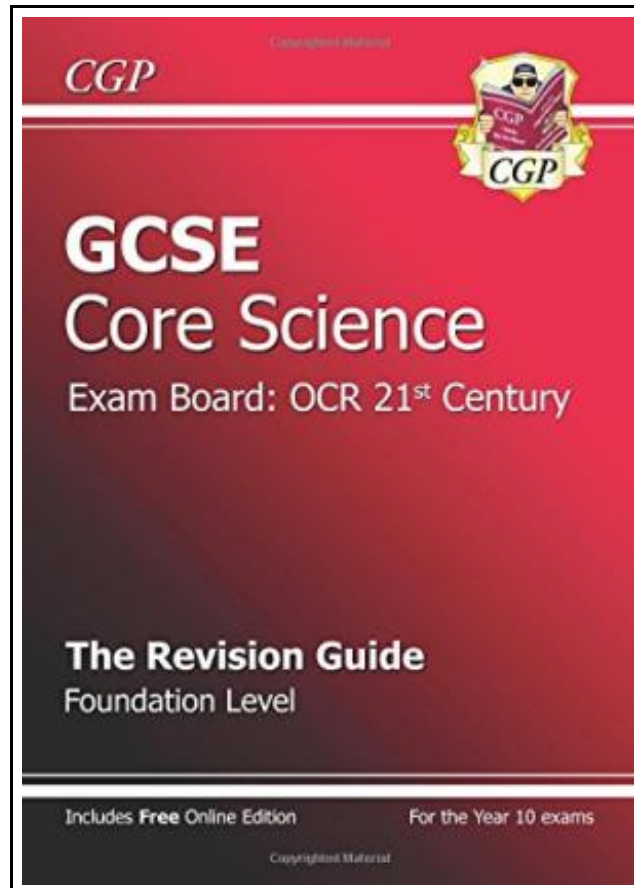 Copyrighted Material
CGP
CGP
CGP
GCSE
Core Science
Exam Board: OCR 21st Century
The Revision Guide
Foundation Level
Includes Free Online Edition
For the Year 10 exams
Copyrighted Material